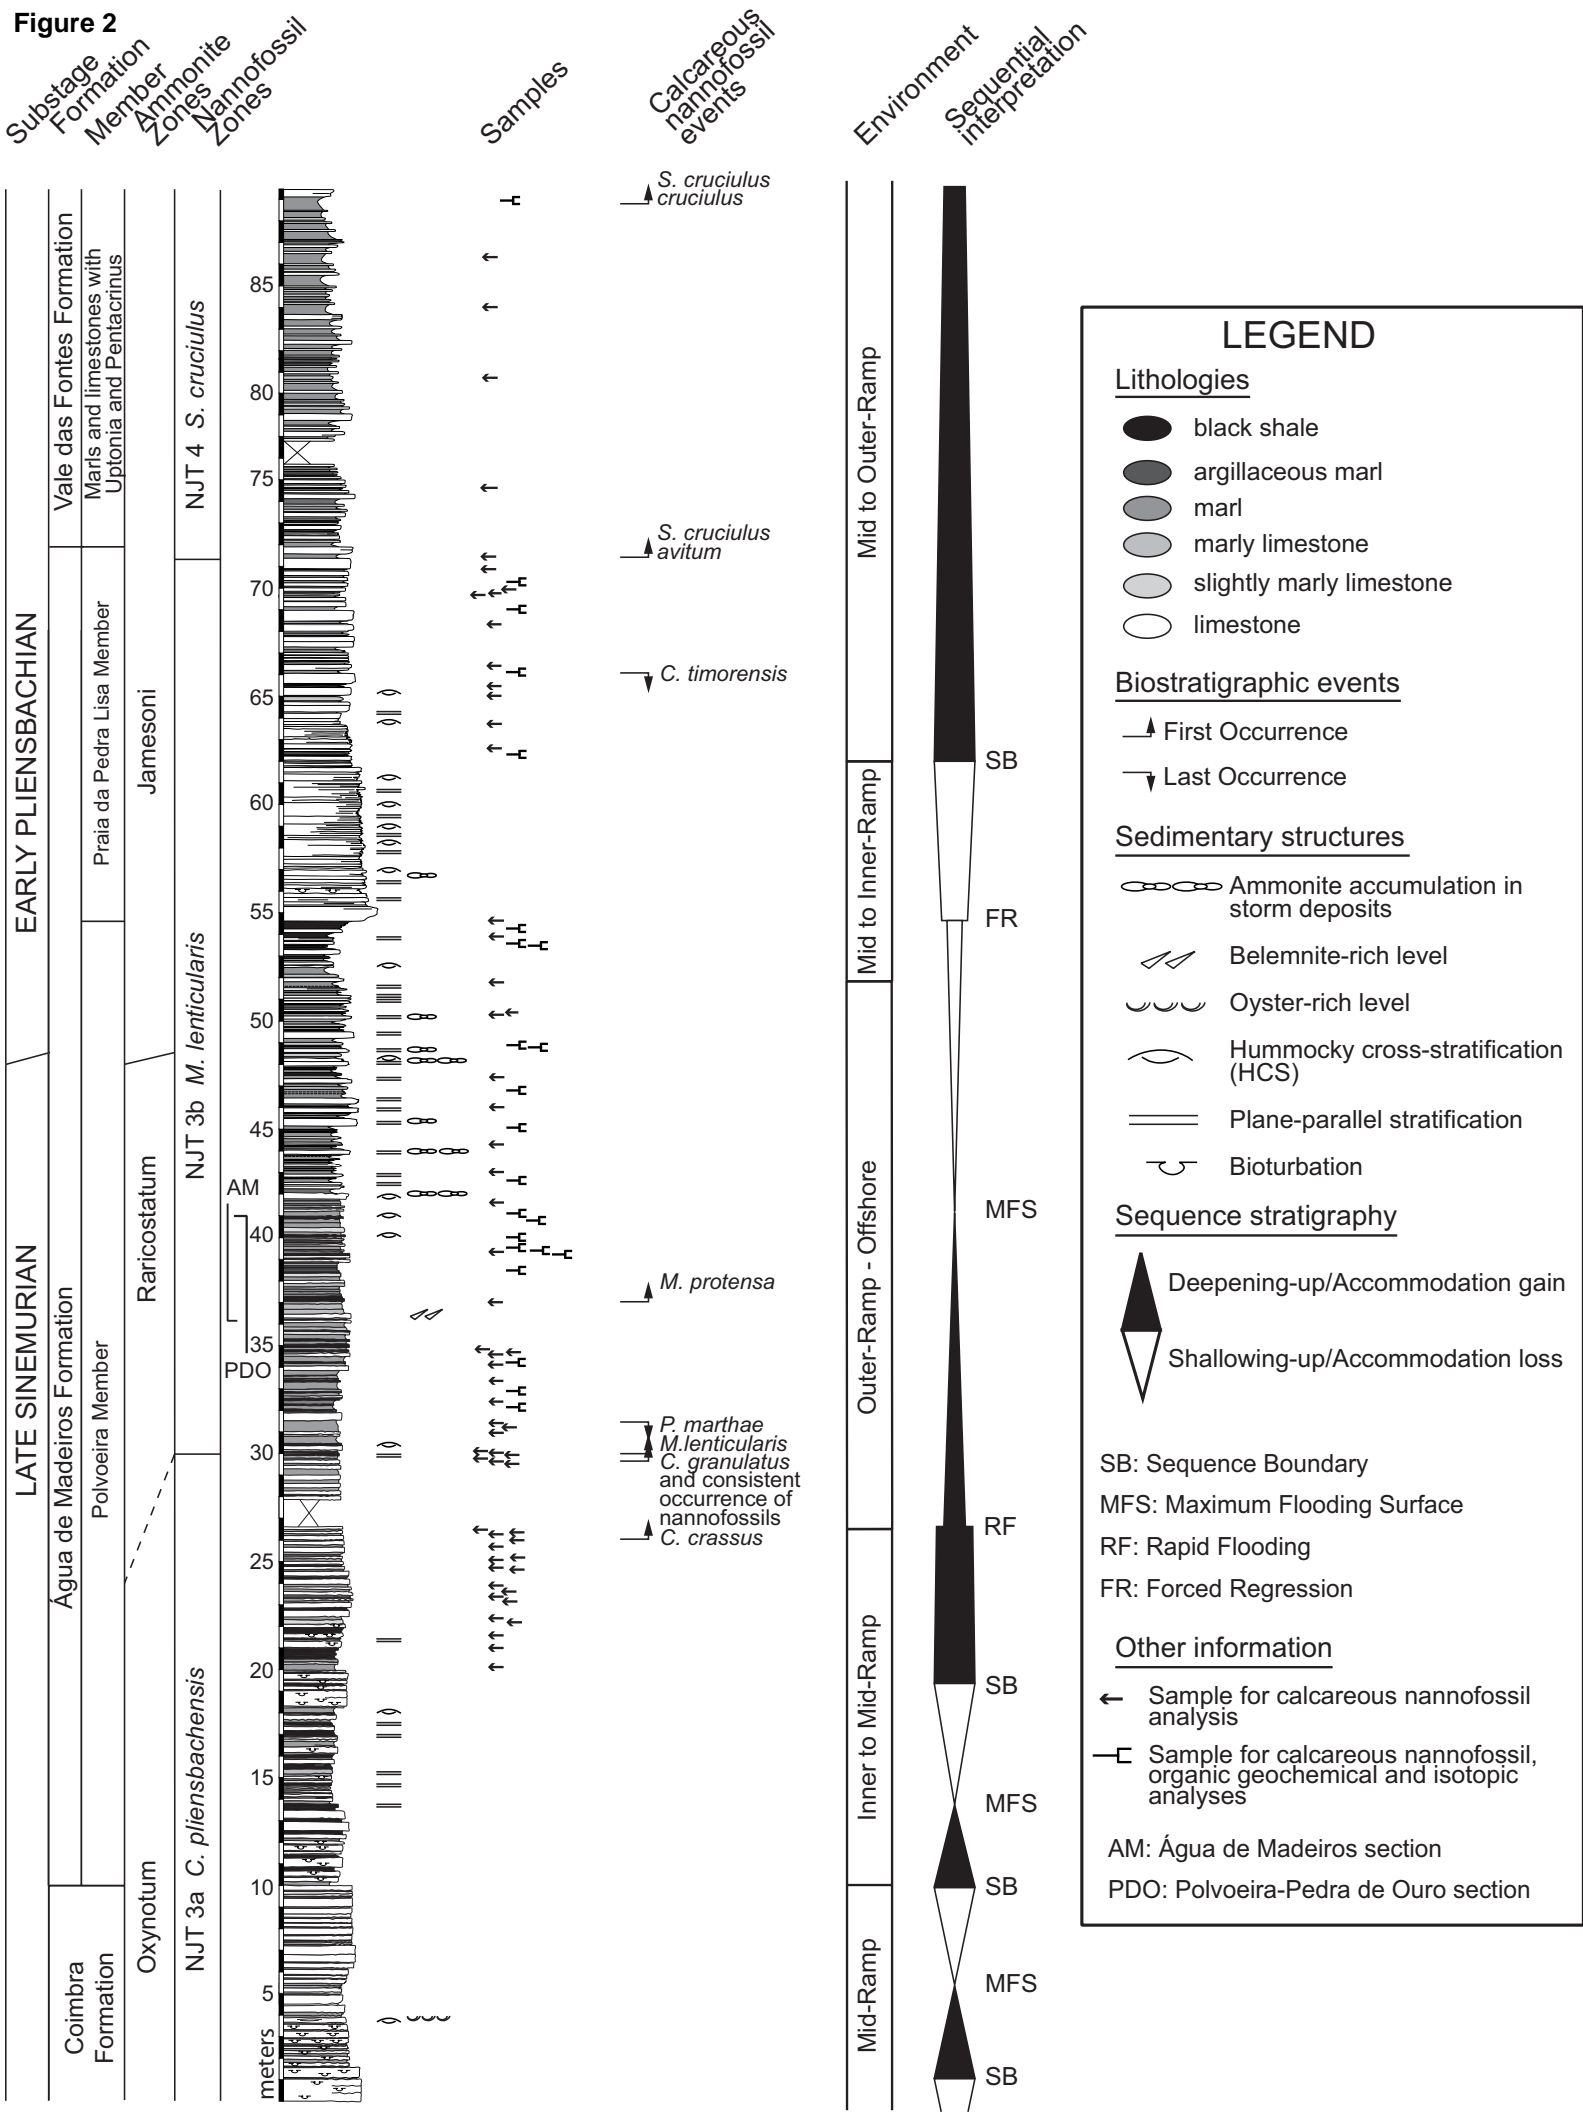 Figure 2
Substage
Formation
Member
Ammonite
Zones
Nannofossil
Zones
Samples
Calcareous
nannofossil
events
Environment
Sequential
interpretation
EARLY PLIENSBACHIAN
LATE SINEMURIAN
Vale das Fontes Formation
Água de Madeiros Formation
Coimbra
Formation
Marls and limestones with
Uptonia and Pentacrinus
Praia da Pedra Lisa Member
Polvoeira Member
Jamesoni
Raricostatum
Oxynotum
NJT 4 S. cruciulus
NJT 3b M. lenticularis
NJT 3a C. pliensbachensis
85
80
75
70
65
60
55
50
45
AM
40
35
PDO
30
25
20
15
10
5
meters
S. cruciulus
cruciulus
S. cruciulus
avitum
C. timorensis
M. protensa
P. marthae
M.lenticularis
C. granulatus
and consistent
occurrence of
nannofossils
C. crassus
Mid to Outer-Ramp
Mid to Inner-Ramp
Outer-Ramp - Offshore
Inner to Mid-Ramp
Mid-Ramp
SB
FR
MFS
RF
SB
MFS
SB
MFS
SB
LEGEND
Lithologies
black shale
argillaceous marl
marl
marly limestone
slightly marly limestone
limestone
Biostratigraphic events
First Occurrence
Last Occurrence
Sedimentary structures
Ammonite accumulation in
storm deposits
Belemnite-rich level
Oyster-rich level
Hummocky cross-stratification
(HCS)
Plane-parallel stratification
Bioturbation
Sequence stratigraphy
Deepening-up/Accommodation gain
Shallowing-up/Accommodation loss
SB: Sequence Boundary
MFS: Maximum Flooding Surface
RF: Rapid Flooding
FR: Forced Regression
Other information
Sample for calcareous nannofossil
analysis
Sample for calcareous nannofossil,
organic geochemical and isotopic
analyses
AM: Água de Madeiros section
PDO: Polvoeira-Pedra de Ouro section